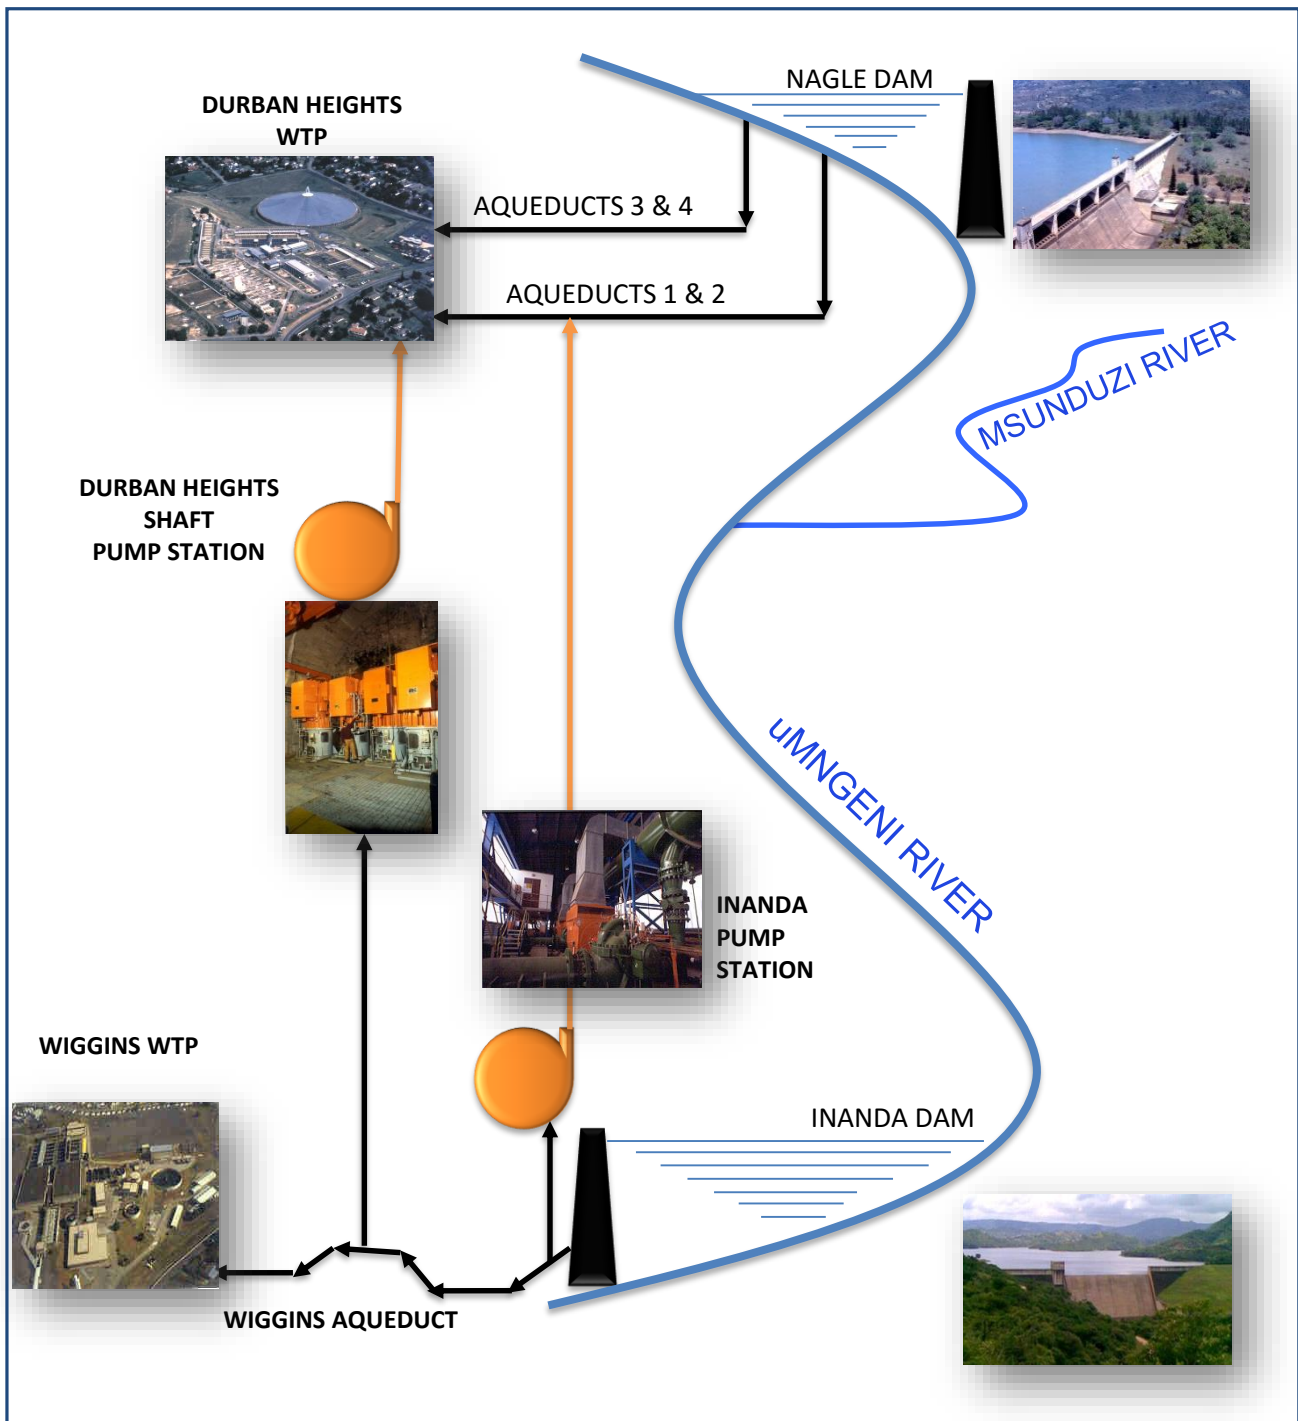 NAGLE DAM
DURBAN HEIGHTS
WTP
AQUEDUCTS 3 & 4
AQUEDUCTS 1 & 2
MSUNDUZI RIVER
DURBAN HEIGHTS
SHAFT
PUMP STATION
uMNGENI RIVER
INANDA
PUMP
STATION
WIGGINS WTP
INANDA DAM
WIGGINS AQUEDUCT